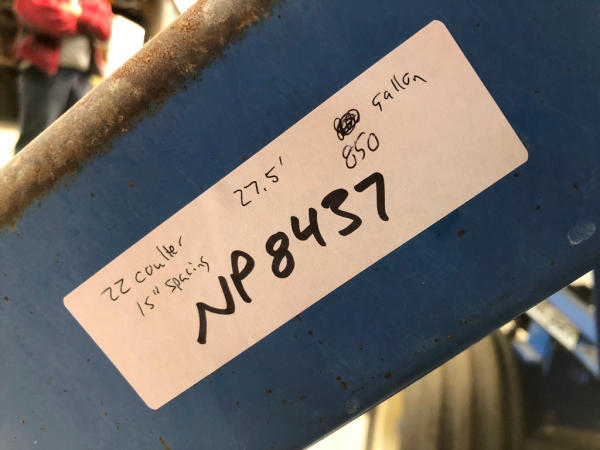 22 coulter
15" spacing
27.5'
gallon
850
NP8437